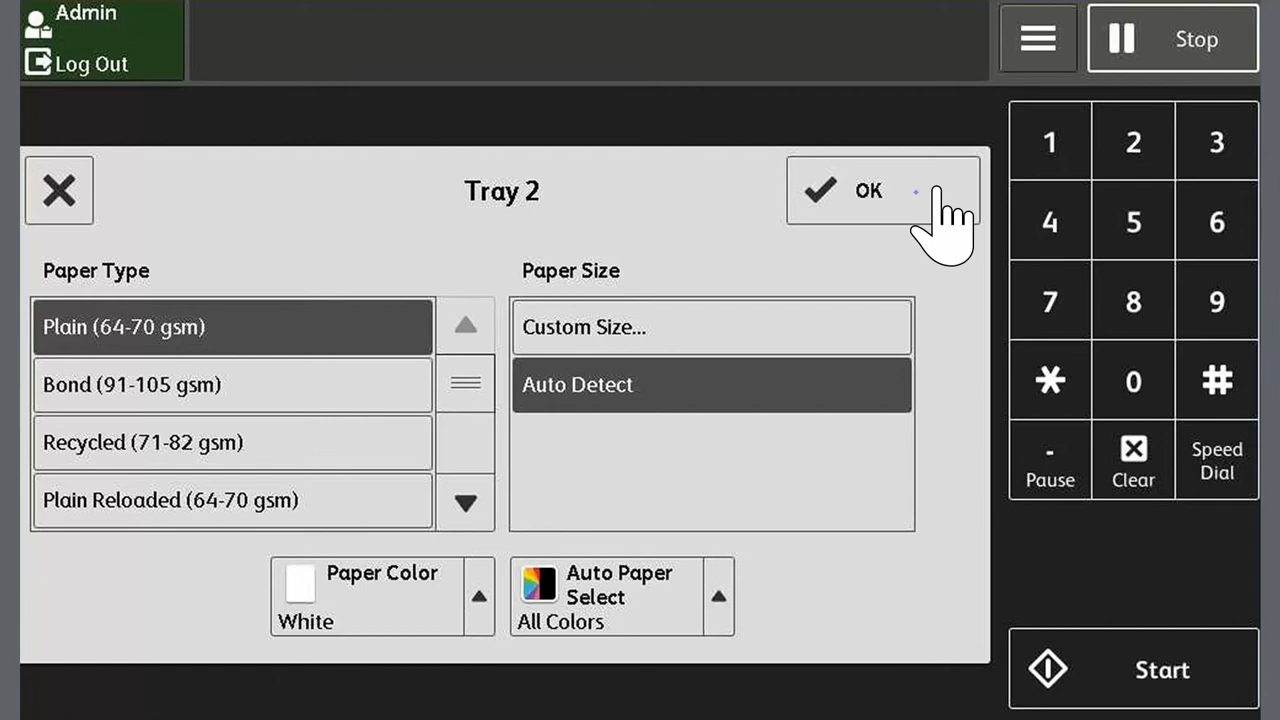 Admin
Log Out
Stop
Tray 2
OK
Paper Type
Paper Size
Plain (64-70 gsm)
Bond (91-105 gsm)
Recycled (71-82 gsm)
Plain Reloaded (64-70 gsm)
Custom Size...
Auto Detect
Paper Color
White
Auto Paper
Select
All Colors
1 2 3
4 5 6
7 8 9
* 0 #
- 
Pause
Clear
Speed
Dial
Start